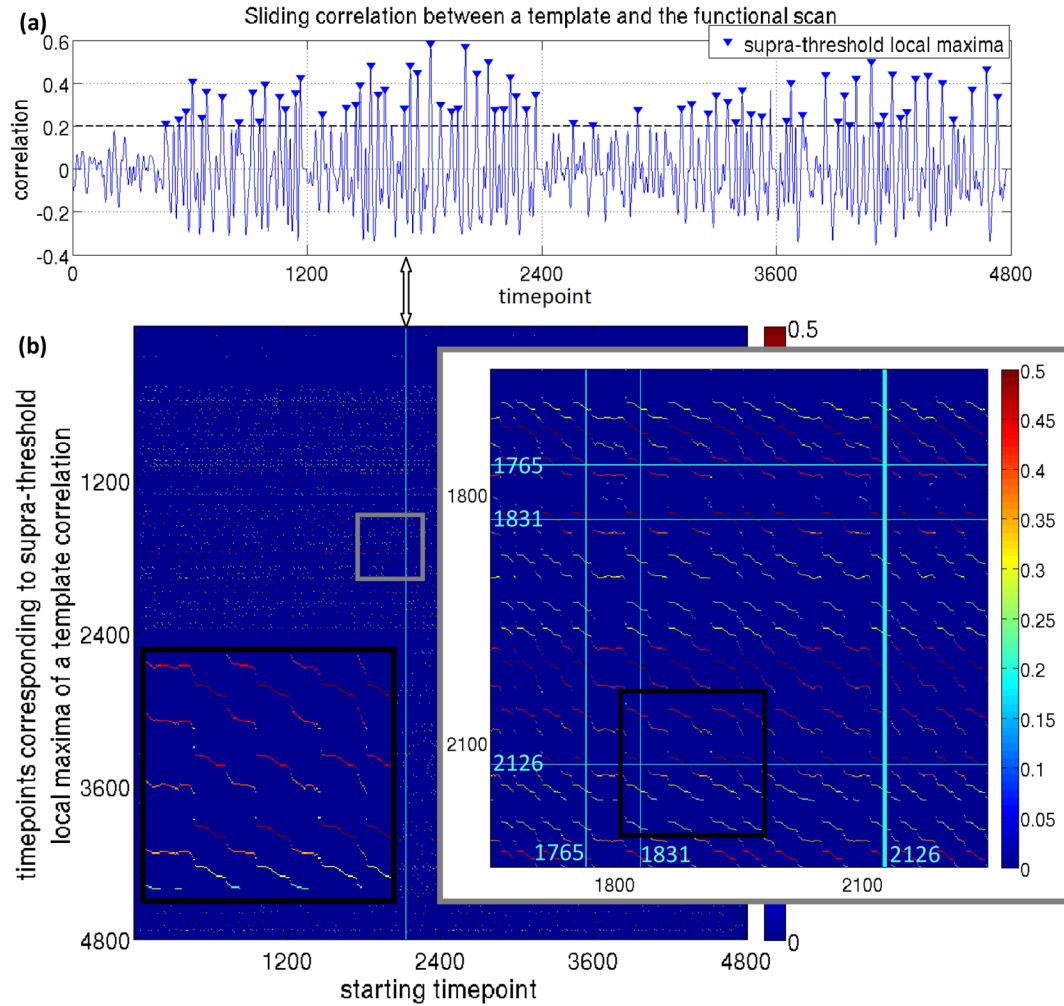 Sliding correlation between a template and the functional scan
(a)
supra-threshold local maxima
correlation
0.6
0.4
0.2
0
-0.2
-0.4
0 1200 2400 3600 4800
timepoint
(b)
timepoints corresponding to supra-threshold
local maxima of a template correlation
1200
2400
3600
4800
1200 2400 3600 4800
starting timepoint
0.5
0
1765
1800
1831
2100
2126
1765 1831 2126
1800 2100
0.5
0.45
0.4
0.35
0.3
0.25
0.2
0.15
0.1
0.05
0